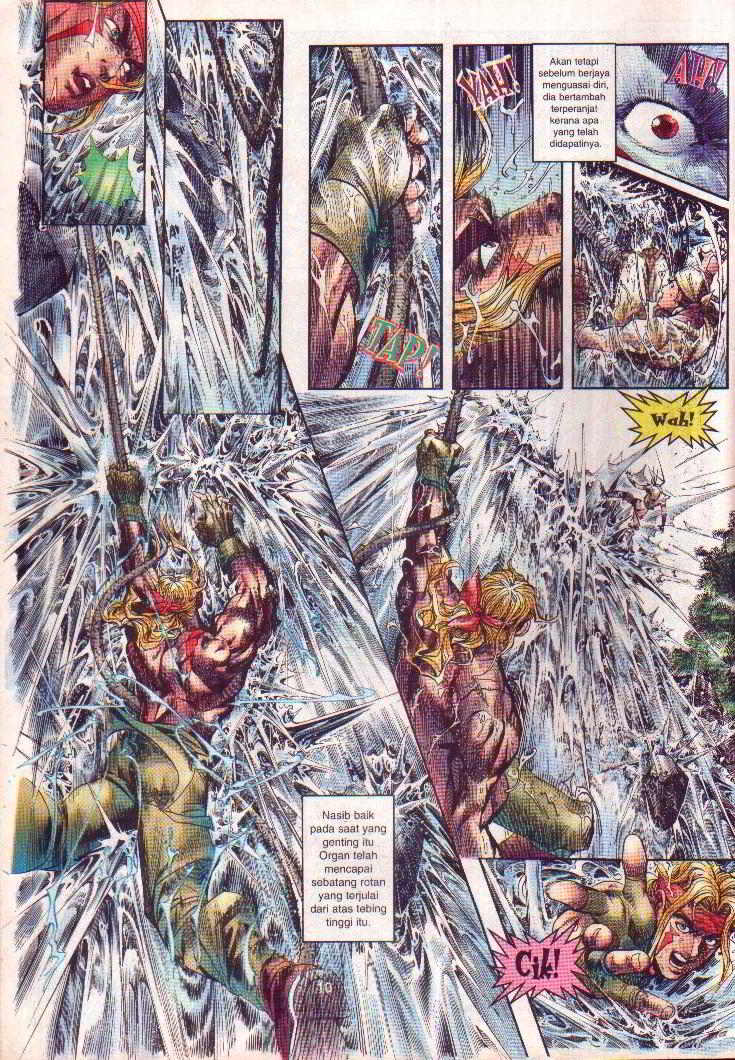 YAH!
Akan tetapi
sebelum berjaya
menguasai diri,
dia bertambah
terperanjat
kerana apa
yang telah
didapatinya.
AH!
TAP!
Wah!
Nasib baik
pada saat yang
genting itu
Organ telah
mencapai
sebatang rotan
yang terjulai
dari atas tebing
tinggi itu.
Cik!
10